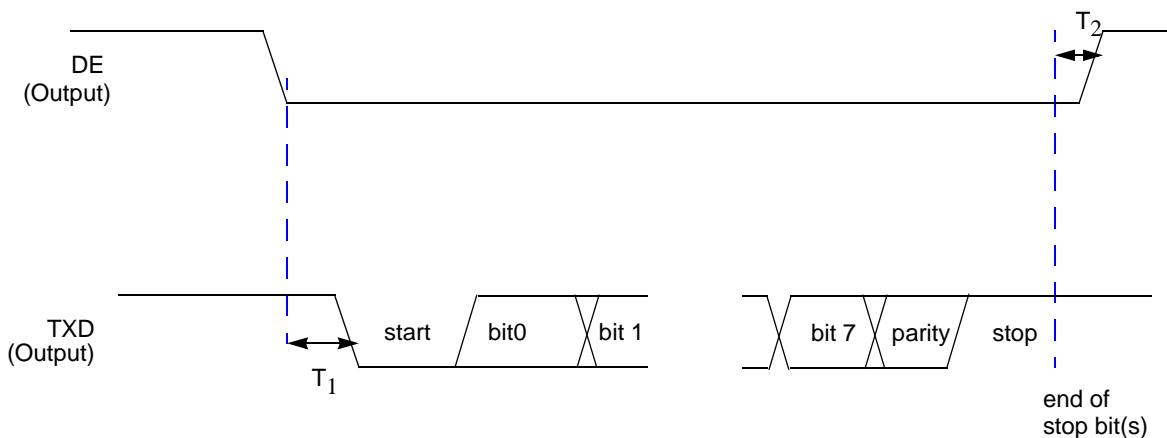 T2
DE
(Output)
TXD
(Output)
start
bit0
bit 1
bit 7
parity
stop
T1
end of
stop bit(s)